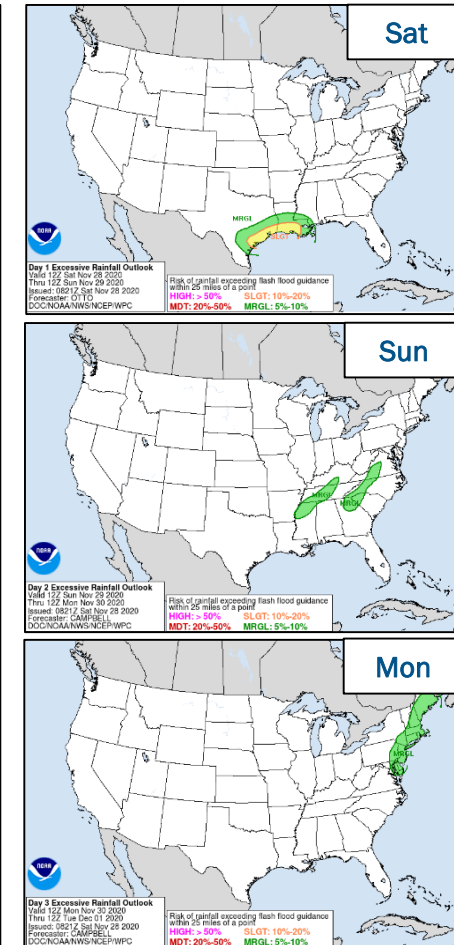 Sat
MRGL
SLGT
NOAA
Day 1 Excessive Rainfall Outlook
Valid 12Z Sat Nov 28 2020
Thru 12Z Sun Nov 29 2020
Issued: 0821Z Sat Nov 28 2020
Forecaster: OTTO
DOC/NOAA/NWS/NCEP/WPC
Risk of rainfall exceeding flash flood guidance
within 25 miles of a point
HIGH: > 50% SLGT: 10%-20%
MDT: 20%-50% MRGL: 5%-10%
Sun
MRGL
MRGL
NOAA
Day 2 Excessive Rainfall Outlook
Valid 12Z Sun Nov 29 2020
Thru 12Z Mon Nov 30 2020
Issued: 0821Z Sat Nov 28 2020
Forecaster: CAMPBELL
DOC/NOAA/NWS/NCEP/WPC
Risk of rainfall exceeding flash flood guidance
within 25 miles of a point
HIGH: > 50% SLGT: 10%-20%
MDT: 20%-50% MRGL: 5%-10%
Mon
MRGL
NOAA
Day 3 Excessive Rainfall Outlook
Valid 12Z Mon Nov 30 2020
Thru 12Z Tue Dec 01 2020
Issued: 0821Z Sat Nov 28 2020
Forecaster: CAMPBELL
DOC/NOAA/NWS/NCEP/WPC
Risk of rainfall exceeding flash flood guidance
within 25 miles of a point
HIGH: > 50% SLGT: 10%-20%
MDT: 20%-50% MRGL: 5%-10%